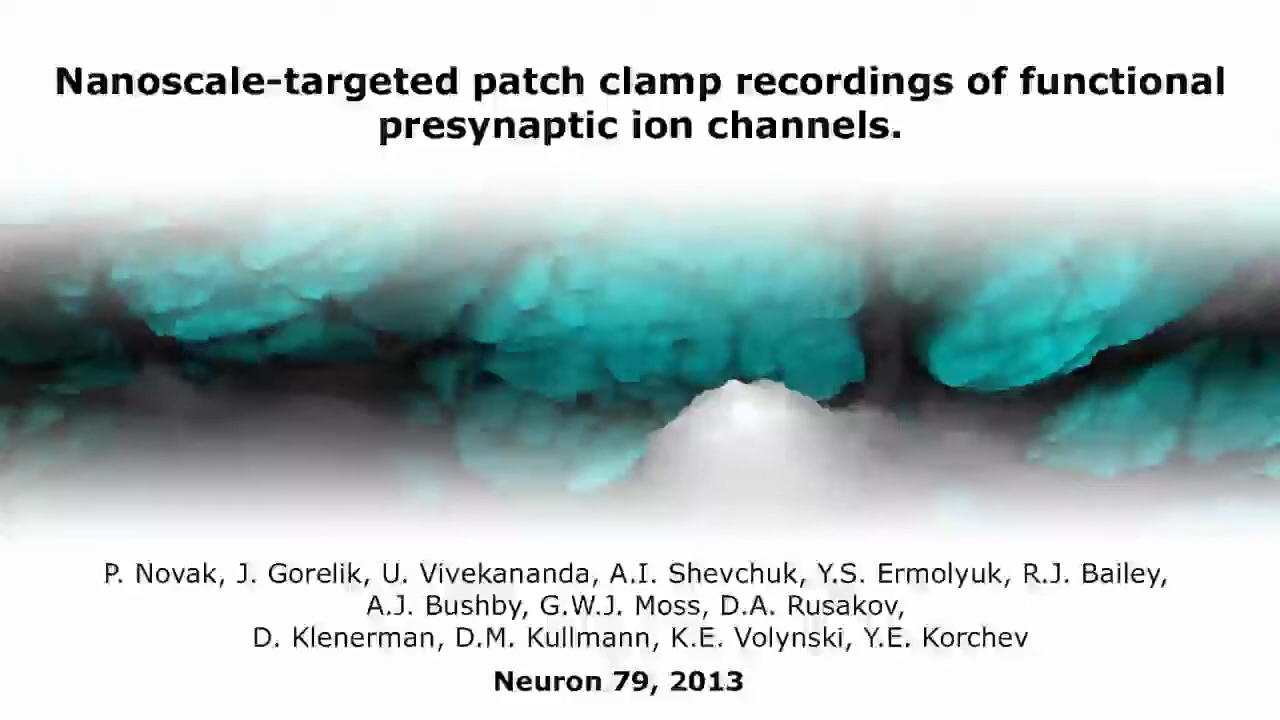 Nanoscale-targeted patch clamp recordings of functional
presynaptic ion channels.
P. Novak, J. Gorelik, U. Vivekananda, A.I. Shevchuk, Y.S. Ermolyuk, R.J. Bailey,
A.J. Bushby, G.W.J. Moss, D.A. Rusakov,
D. Klenerman, D.M. Kullmann, K.E. Volynski, Y.E. Korchev
Neuron 79, 2013